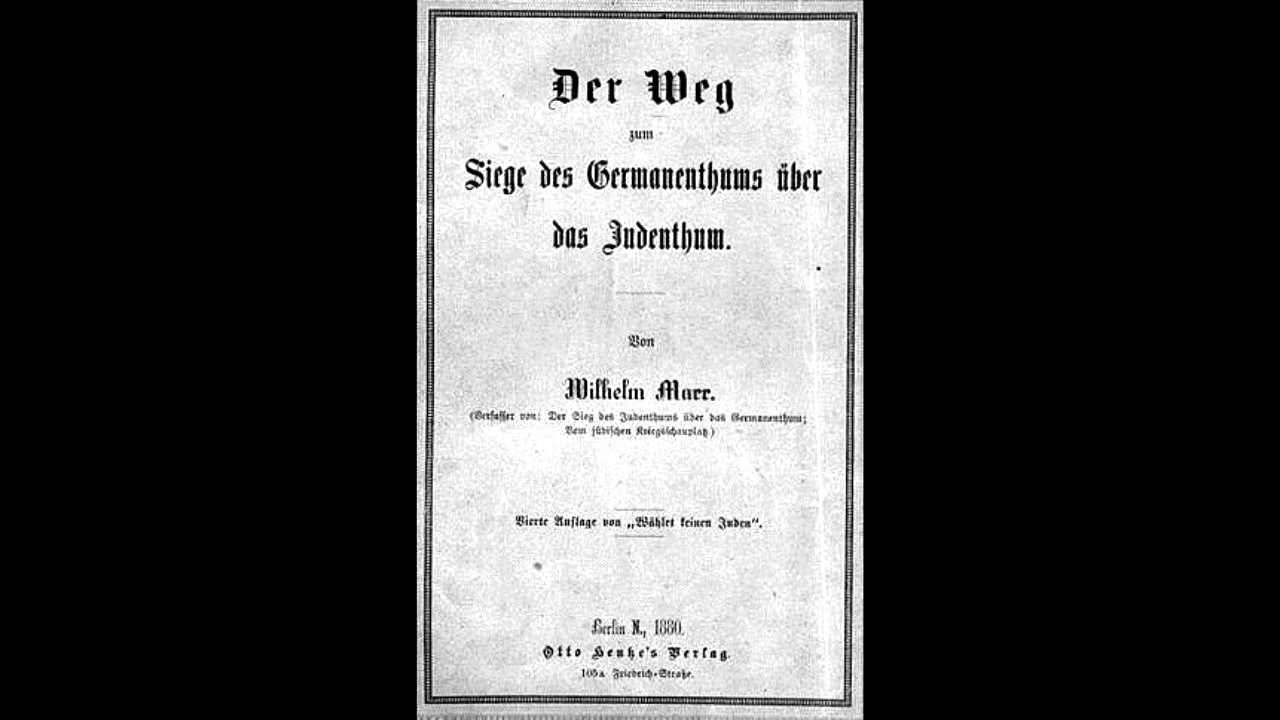 Der Weg
zum
Siege des Germanenthums über
das Judenthum.
Von
Wilhelm Marr.
(Verfasser von: Der Sieg des Judenthums über das Germanenthum;
Vom jüdischen Kriegsschauplatz.)
Vierte Auflage von „Wählet keinen Juden“.
Berlin N., 1880.
Otto Hentze's Verlag.
105a Friedrich-Straße.